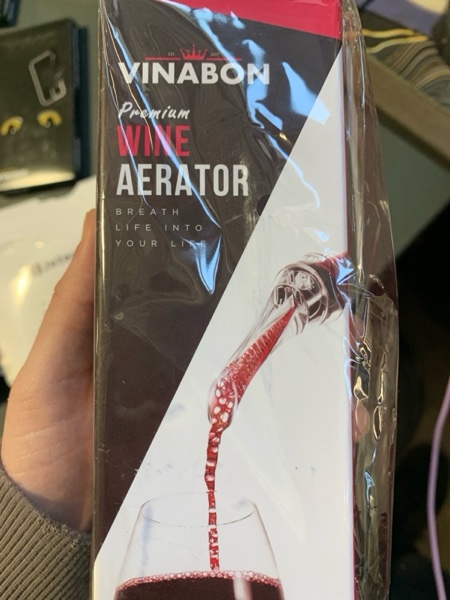 VINABON
Premium
WINE
AERATOR
BREATH
LIFE INTO
YOUR LIFE